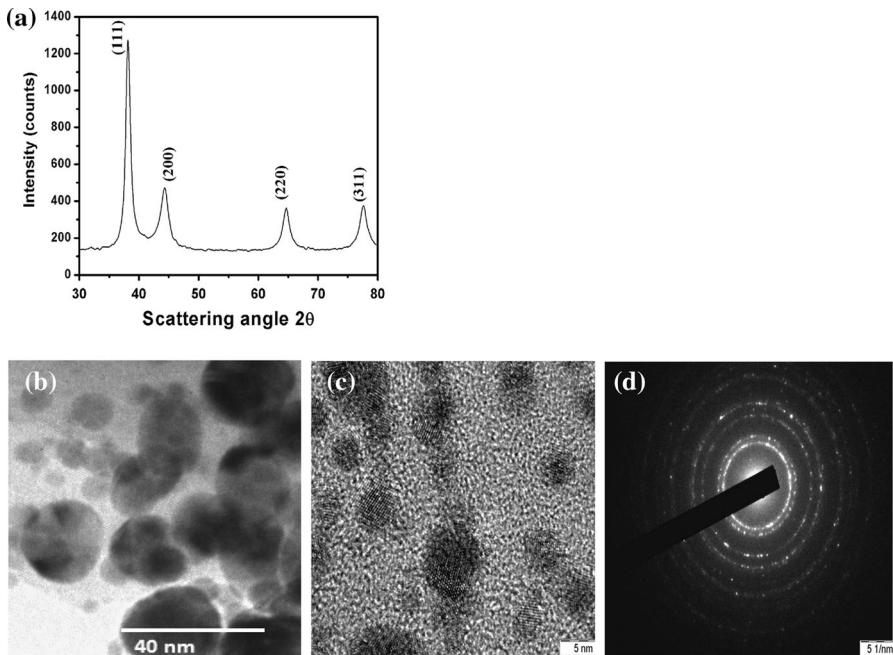 (a)
1400
1200
1000
800
600
400
200
0
Intensity (counts)
(111)
(200)
(220)
(311)
30 40 50 60 70 80
Scattering angle 2θ
(b)
40 nm
(c)
5 nm
(d)
5 1/nm